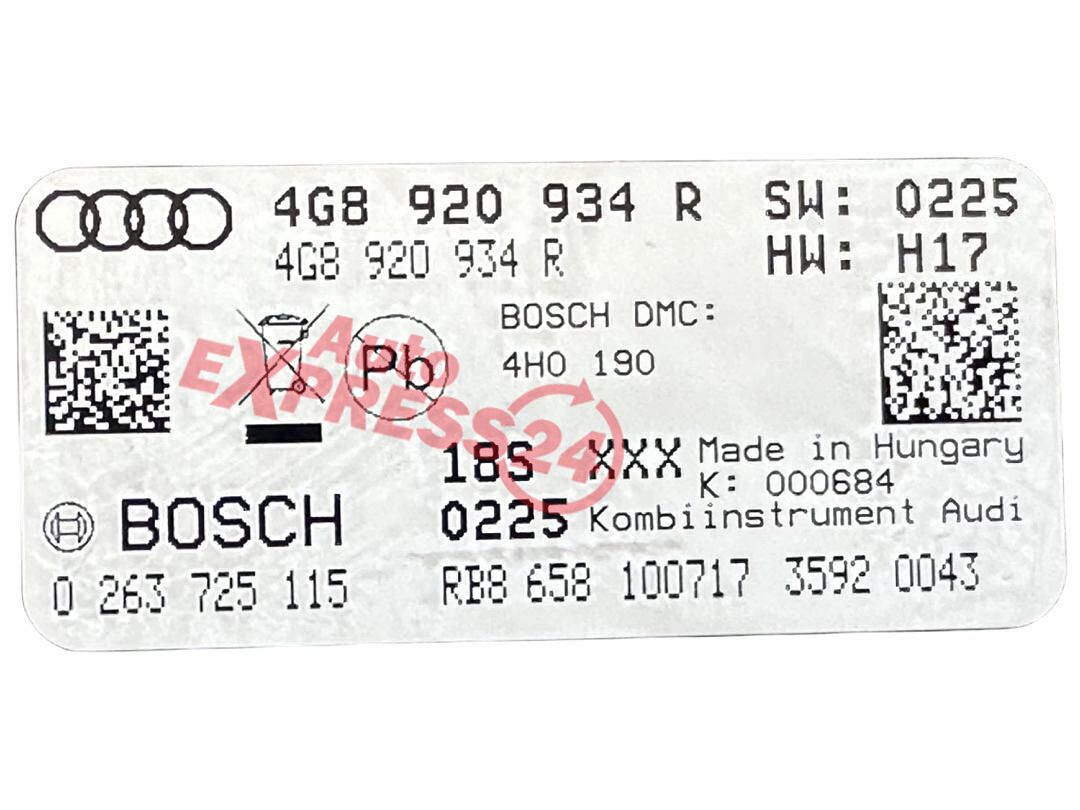 4G8 920 934 R SW: 0225
4G8 920 934 R HW: H17
BOSCH DMC:
4H0 190
Pb
Auto
EXPRESS24
18S XXX Made in Hungary
K: 000684
BOSCH 0225 Kombiinstrument Audi
0 263 725 115 RB8 658 100717 3592 0043